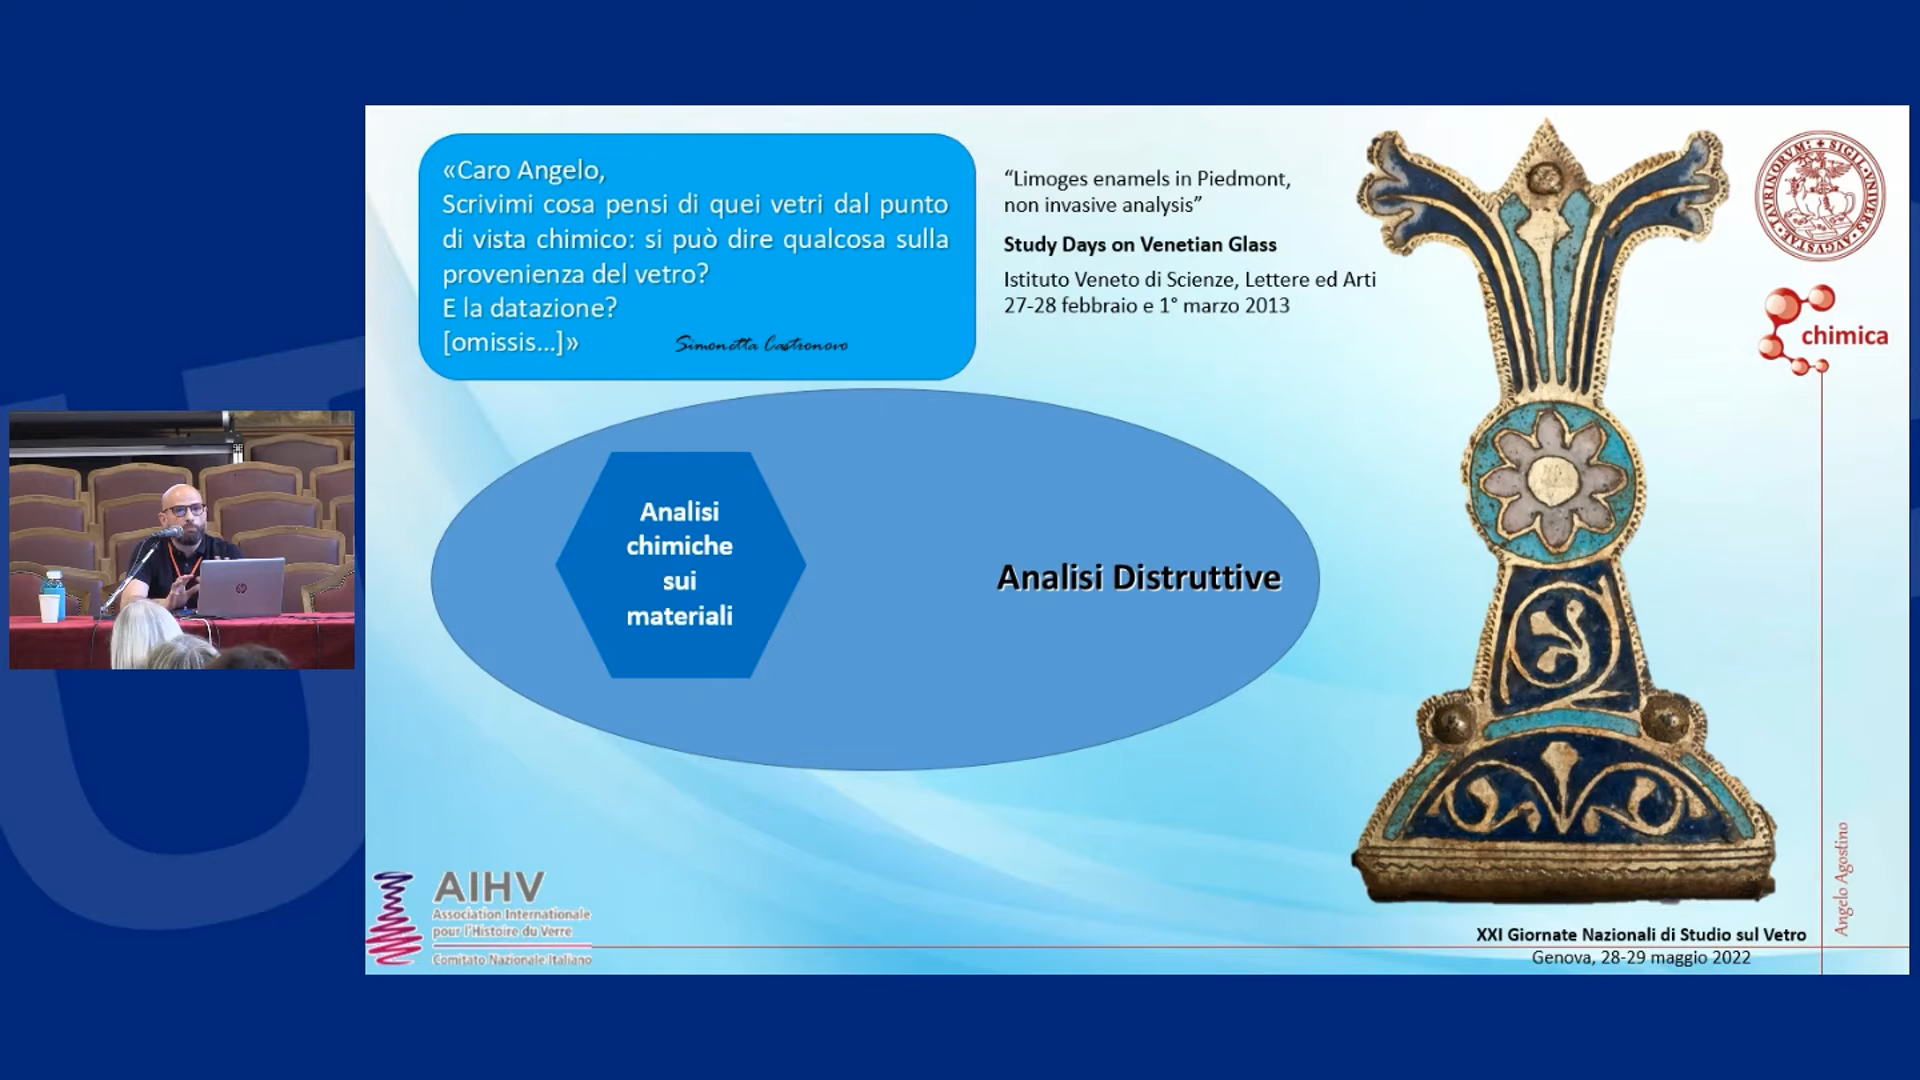 «Caro Angelo,
Scrivimi cosa pensi di quei vetri dal punto
di vista chimico: si può dire qualcosa sulla
provenienza del vetro?
E la datazione?
[omissis...]»
Simonetta Castronovo
“Limoges enamels in Piedmont,
non invasive analysis”
Study Days on Venetian Glass
Istituto Veneto di Scienze, Lettere ed Arti
27-28 febbraio e 1° marzo 2013
chimica
Analisi
chimiche
sui
materiali
Analisi Distruttive
AIHV
Association Internationale
pour l'Histoire du Verre
Comitato Nazionale Italiano
Angelo Agostino
XXI Giornate Nazionali di Studio sul Vetro
Genova, 28-29 maggio 2022